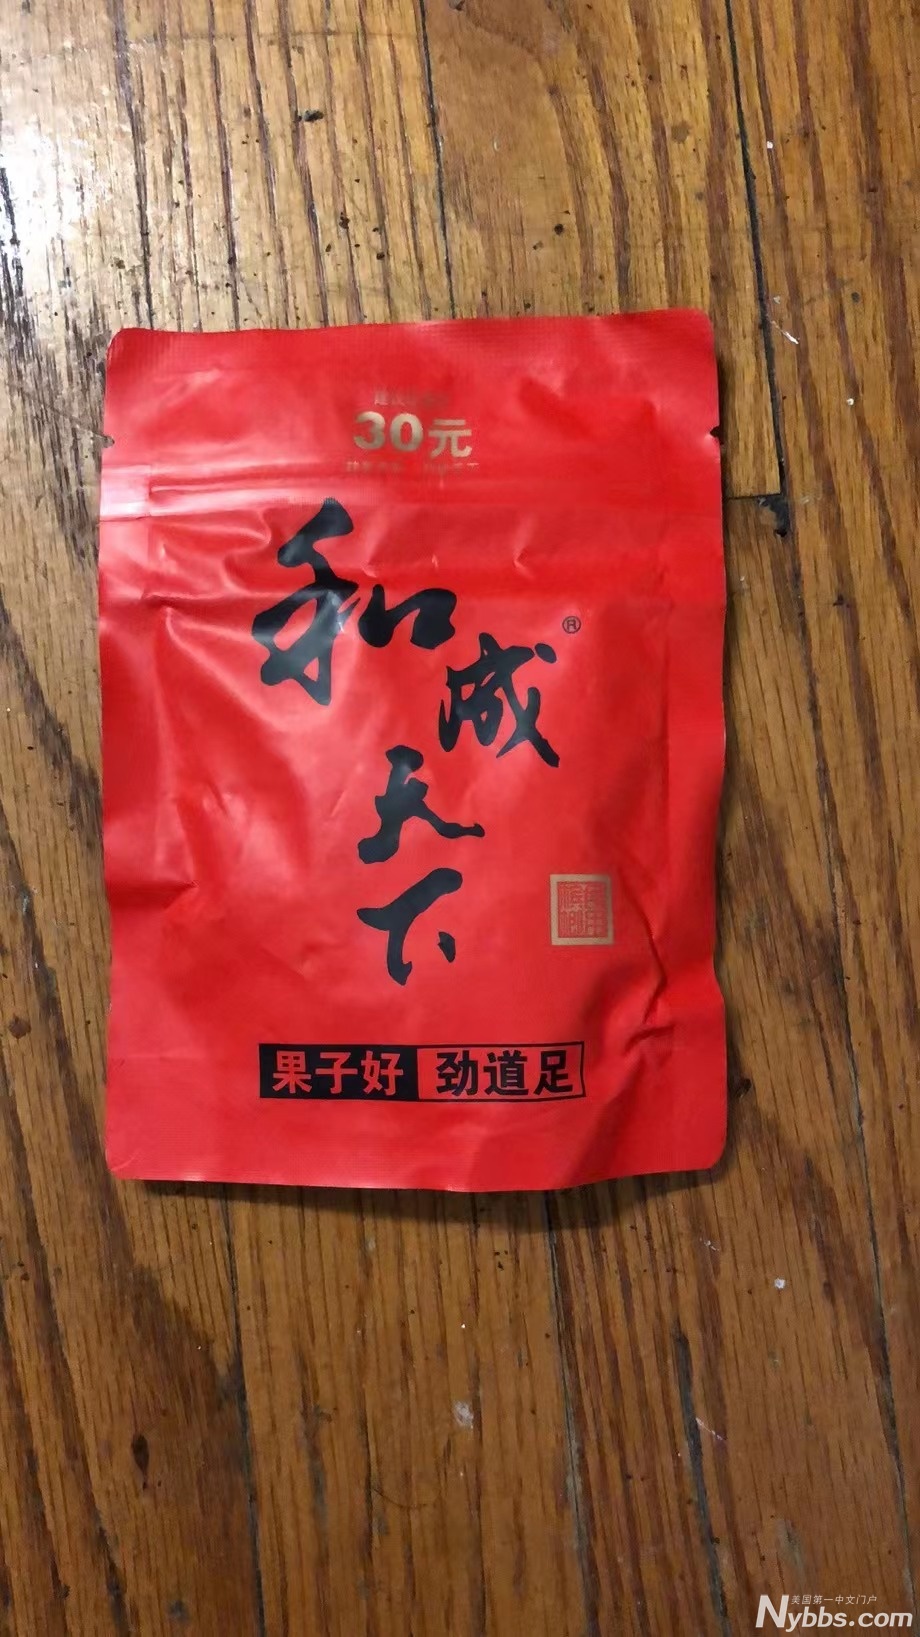 30元
和成天下
®
果子好 劲道足
美国第一中文门户
Nybbs.com